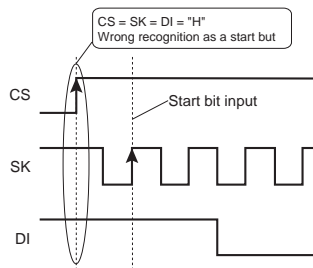 CS = SK = DI = "H"
Wrong recognition as a start but
CS
Start bit input
SK
DI